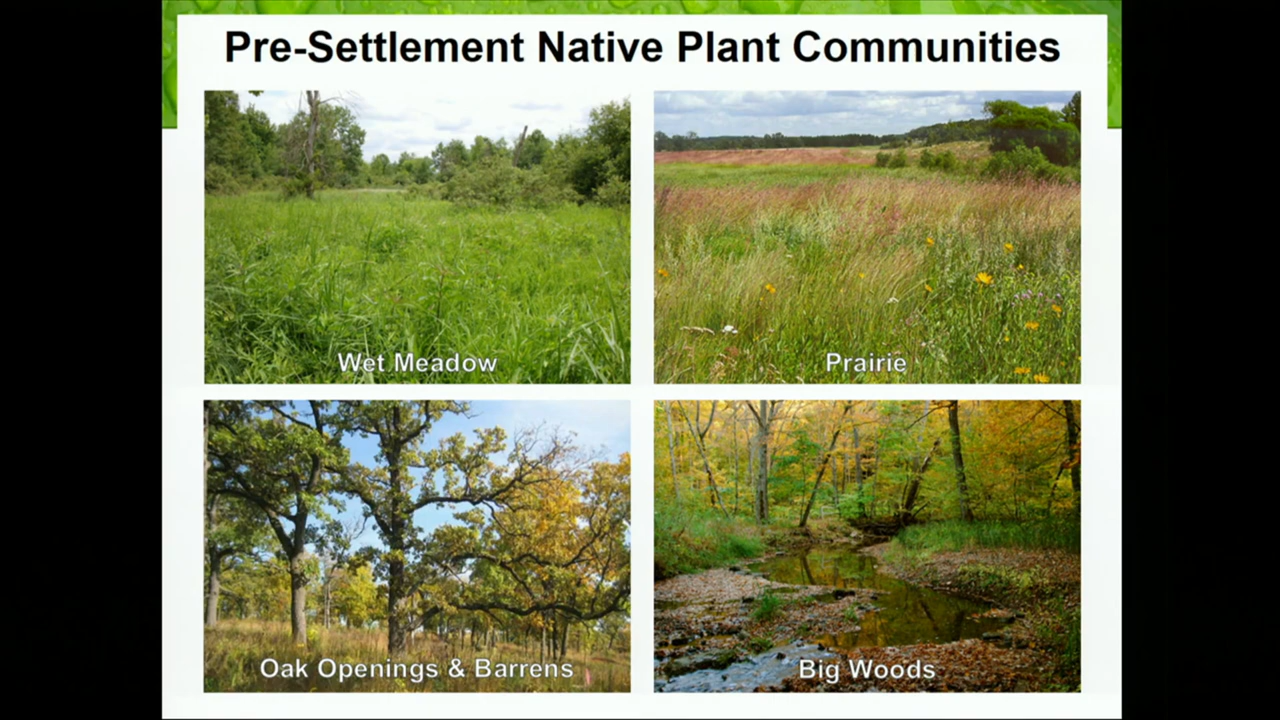 Pre-Settlement Native Plant Communities
Wet Meadow
Prairie
Oak Openings & Barrens
Big Woods